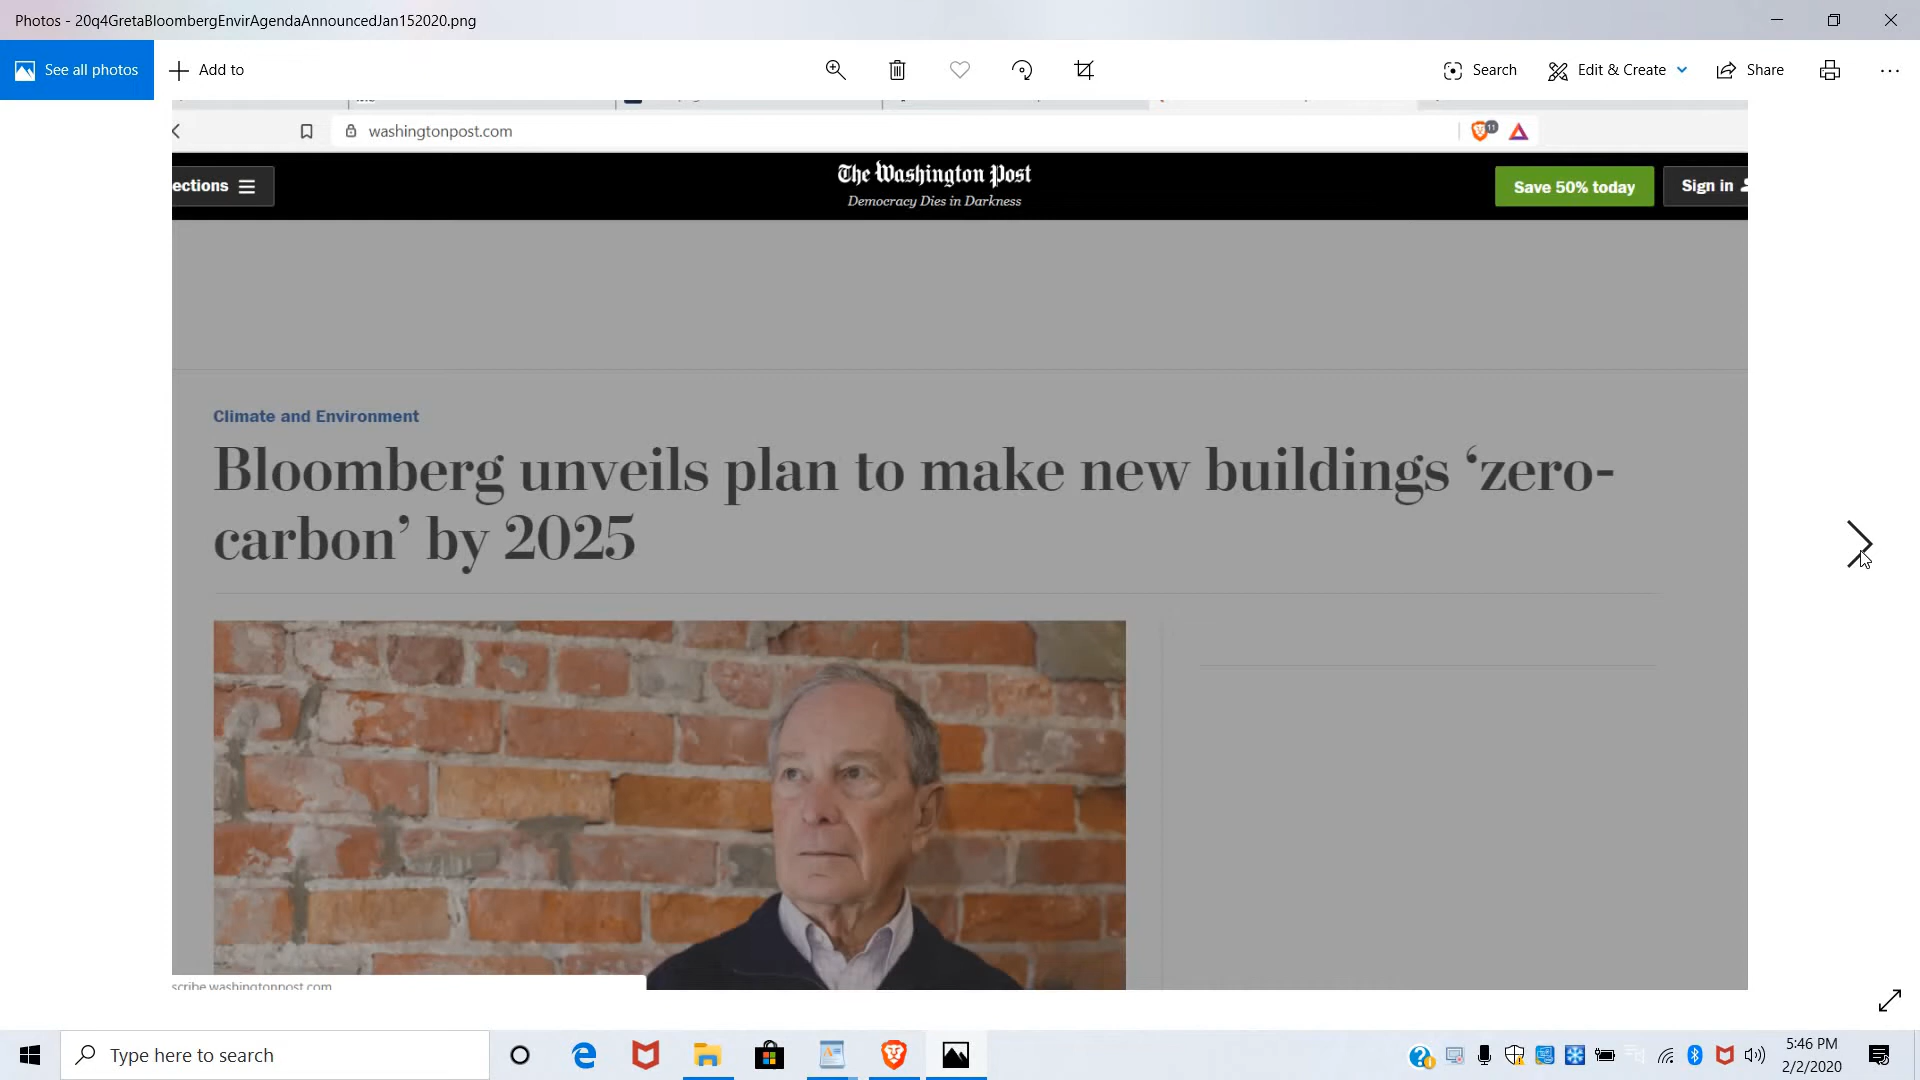 Photos - 20q4GretaBloombergEnvirAgendaAnnouncedJan152020.png
See all photos
Add to
Search
Edit & Create
Share
washingtonpost.com
11
ections
The Washington Post
Democracy Dies in Darkness
Save 50% today
Sign in
Climate and Environment
Bloomberg unveils plan to make new buildings ‘zero-
carbon’ by 2025
scribe.washingtonpost.com
Type here to search
5:46 PM
2/2/2020